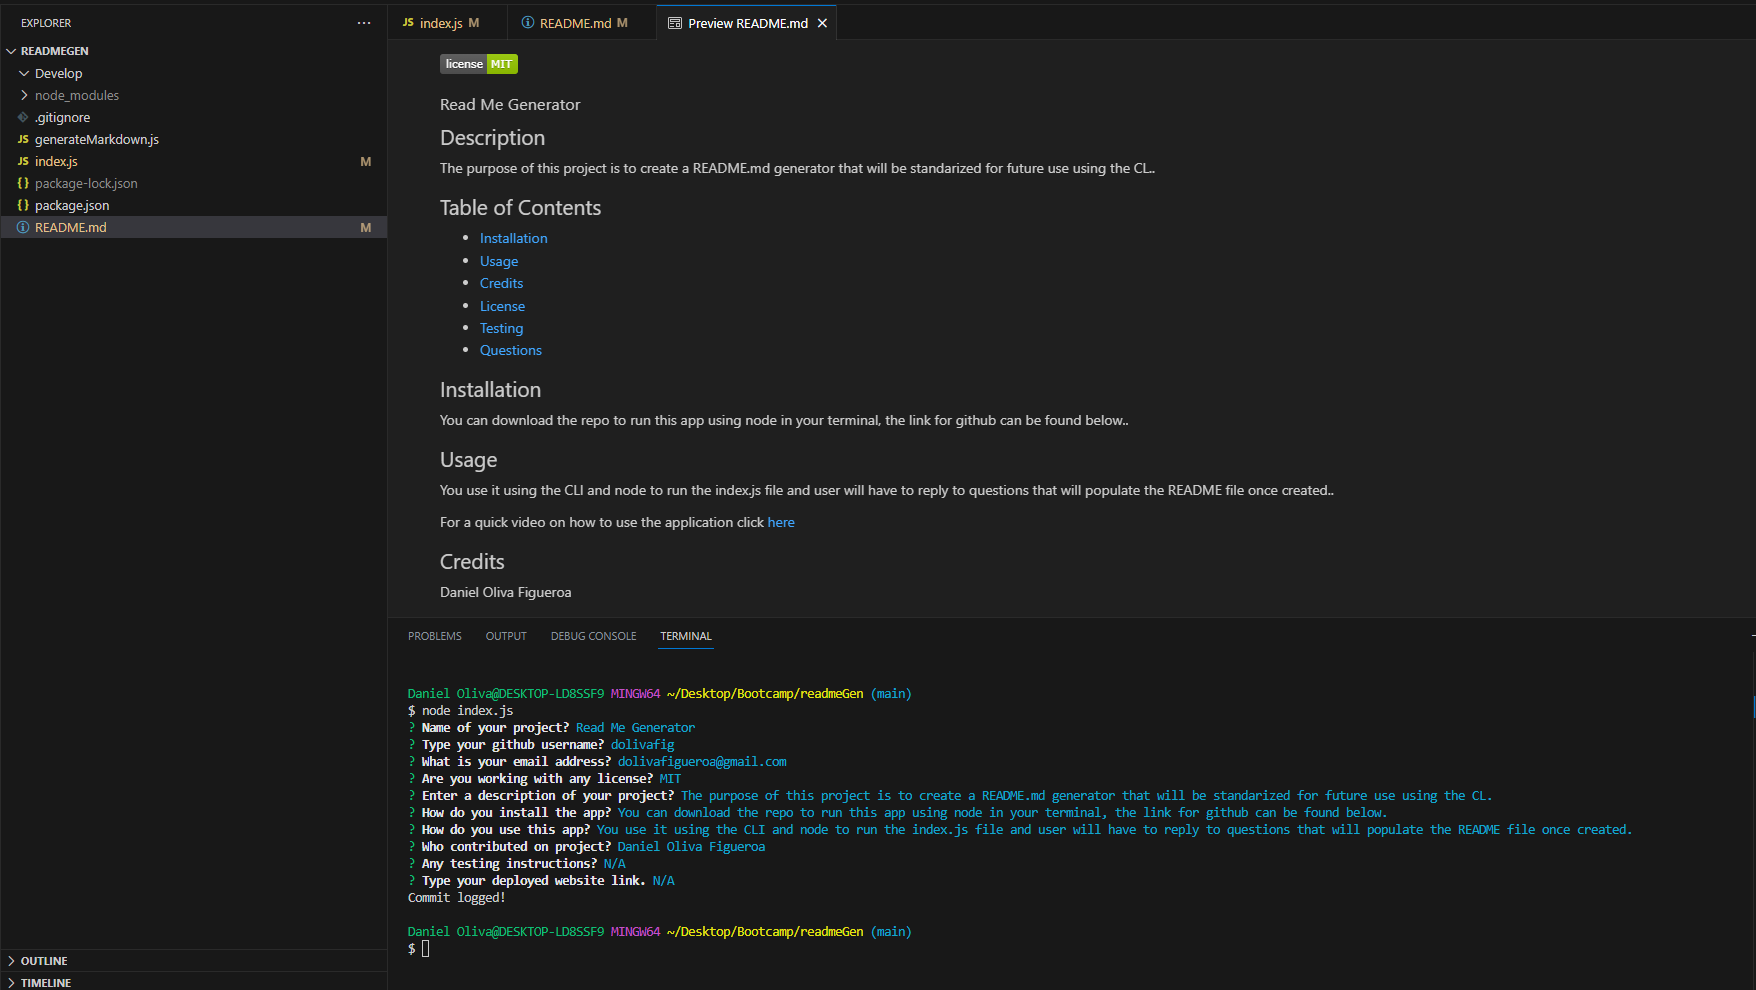 EXPLORER
READMEGEN
Develop
node_modules
.gitignore
JS generateMarkdown.js
JS index.js M
{} package-lock.json
{} package.json
README.md M
OUTLINE
TIMELINE
JS index.js M
README.md M
Preview README.md
license MIT
Read Me Generator
Description
The purpose of this project is to create a README.md generator that will be standarized for future use using the CL..
Table of Contents
• Installation
• Usage
• Credits
• License
• Testing
• Questions
Installation
You can download the repo to run this app using node in your terminal, the link for github can be found below..
Usage
You use it using the CLI and node to run the index.js file and user will have to reply to questions that will populate the README file once created..
For a quick video on how to use the application click here
Credits
Daniel Oliva Figueroa
PROBLEMS OUTPUT DEBUG CONSOLE TERMINAL
Daniel Oliva@DESKTOP-LD8SSF9 MINGW64 ~/Desktop/Bootcamp/readmeGen (main)
$ node index.js
? Name of your project? Read Me Generator
? Type your github username? dolivafig
? What is your email address? dolivafigueroa@gmail.com
? Are you working with any license? MIT
? Enter a description of your project? The purpose of this project is to create a README.md generator that will be standarized for future use using the CL.
? How do you install the app? You can download the repo to run this app using node in your terminal, the link for github can be found below.
? How do you use this app? You use it using the CLI and node to run the index.js file and user will have to reply to questions that will populate the README file once created.
? Who contributed on project? Daniel Oliva Figueroa
? Any testing instructions? N/A
? Type your deployed website link. N/A
Commit logged!
Daniel Oliva@DESKTOP-LD8SSF9 MINGW64 ~/Desktop/Bootcamp/readmeGen (main)
$